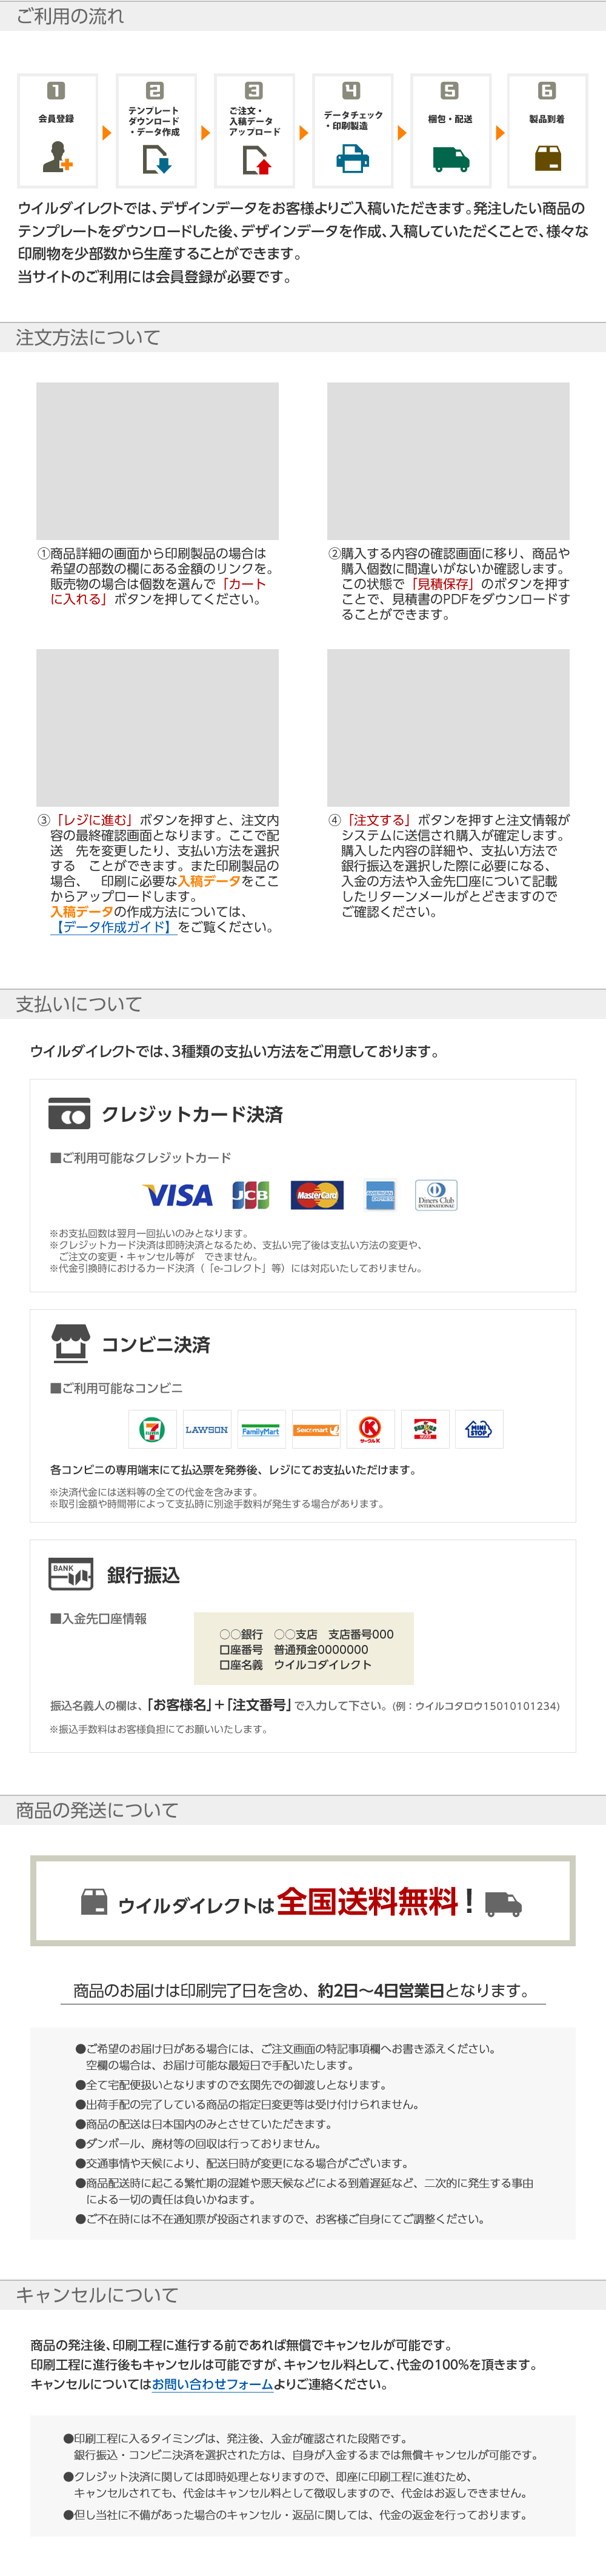 ご利用の流れ
1
会員登録
2
テンプレート
ダウンロード
・データ作成
3
ご注文・
入稿データ
アップロード
4
データチェック
・印刷製造
5
梱包・配送
6
製品到着
ウイルダイレクトでは、デザインデータをお客様よりご入稿いただきます。発注したい商品の
テンプレートをダウンロードした後、デザインデータを作成、入稿していただくことで、様々な
印刷物を少部数から生産することができます。
当サイトのご利用には会員登録が必要です。
注文方法について
①商品詳細の画面から印刷製品の場合は
希望の部数の欄にある金額のリンクを。
販売物の場合は個数を選んで「カート
に入れる」ボタンを押してください。
②購入する内容の確認画面に移り、商品や
購入個数に間違いがないか確認します。
この状態で「見積保存」のボタンを押す
ことで、見積書のPDFをダウンロードす
ることができます。
③「レジに進む」ボタンを押すと、注文内
容の最終確認画面となります。ここで配
送　先を変更したり、支払い方法を選択
する　ことができます。また印刷製品の
場合、　印刷に必要な入稿データをここ
からアップロードします。
入稿データの作成方法については、
【データ作成ガイド】をご覧ください。
④「注文する」ボタンを押すと注文情報が
システムに送信され購入が確定します。
購入した内容の詳細や、支払い方法で
銀行振込を選択した際に必要になる、
入金の方法や入金先口座について記載
したリターンメールがとどきますので
ご確認ください。
支払いについて
ウイルダイレクトでは、3種類の支払い方法をご用意しております。
クレジットカード決済
■ご利用可能なクレジットカード
VISA JCB MasterCard AMERICAN EXPRESS Diners Club INTERNATIONAL
※お支払回数は翌月一回払いのみとなります。
※クレジットカード決済は即時決済となるため、支払い完了後は支払い方法の変更や、
ご注文の変更・キャンセル等が　できません。
※代金引換時におけるカード決済（「e-コレクト」等）には対応いたしておりません。
コンビニ決済
■ご利用可能なコンビニ
7 ELEVEN LAWSON FamilyMart Seicomart K サークルK サンクス MINI STOP
各コンビニの専用端末にて払込票を発券後、レジにてお支払いただけます。
※決済代金には送料等の全ての代金を含みます。
※取引金額や時間帯によって支払時に別途手数料が発生する場合があります。
BANK
銀行振込
■入金先口座情報
○○銀行　○○支店　支店番号000
口座番号　普通預金0000000
口座名義　ウイルコダイレクト
振込名義人の欄は、「お客様名」＋「注文番号」で入力して下さい。(例：ウイルコタロウ15010101234)
※振込手数料はお客様負担にてお願いいたします。
商品の発送について
ウイルダイレクトは全国送料無料！
商品のお届けは印刷完了日を含め、約2日〜4日営業日となります。
●ご希望のお届け日がある場合には、ご注文画面の特記事項欄へお書き添えください。
空欄の場合は、お届け可能な最短日で手配いたします。
●全て宅配便扱いとなりますので玄関先での御渡しとなります。
●出荷手配の完了している商品の指定日変更等は受け付けられません。
●商品の配送は日本国内のみとさせていただきます。
●ダンボール、廃材等の回収は行っておりません。
●交通事情や天候により、配送日時が変更になる場合がございます。
●商品配送時に起こる繁忙期の混雑や悪天候などによる到着遅延など、二次的に発生する事由
による一切の責任は負いかねます。
●ご不在時には不在通知票が投函されますので、お客様ご自身にてご調整ください。
キャンセルについて
商品の発注後、印刷工程に進行する前であれば無償でキャンセルが可能です。
印刷工程に進行後もキャンセルは可能ですが、キャンセル料として、代金の100%を頂きます。
キャンセルについてはお問い合わせフォームよりご連絡ください。
●印刷工程に入るタイミングは、発注後、入金が確認された段階です。
銀行振込・コンビニ決済を選択された方は、自身が入金するまでは無償キャンセルが可能です。
●クレジット決済に関しては即時処理となりますので、即座に印刷工程に進むため、
キャンセルされても、代金はキャンセル料として徴収しますので、代金はお返しできません。
●但し当社に不備があった場合のキャンセル・返品に関しては、代金の返金を行っております。